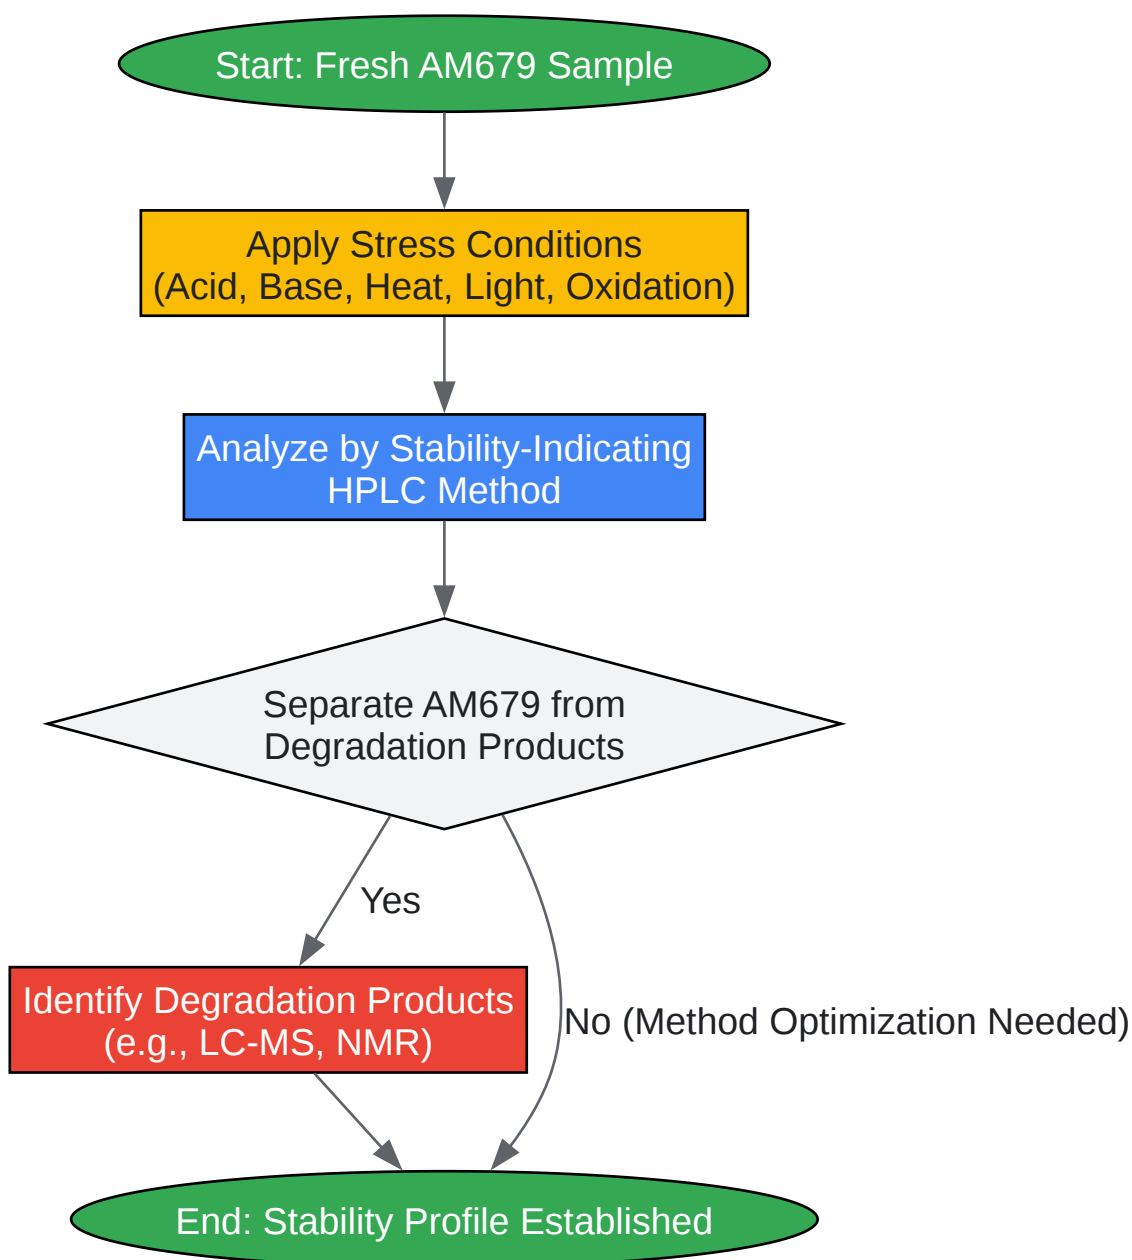 Start: Fresh AM679 Sample
Apply Stress Conditions
(Acid, Base, Heat, Light, Oxidation)
Analyze by Stability-Indicating
HPLC Method
Separate AM679 from
Degradation Products
Yes
Identify Degradation Products
(e.g., LC-MS, NMR)
No (Method Optimization Needed)
End: Stability Profile Established